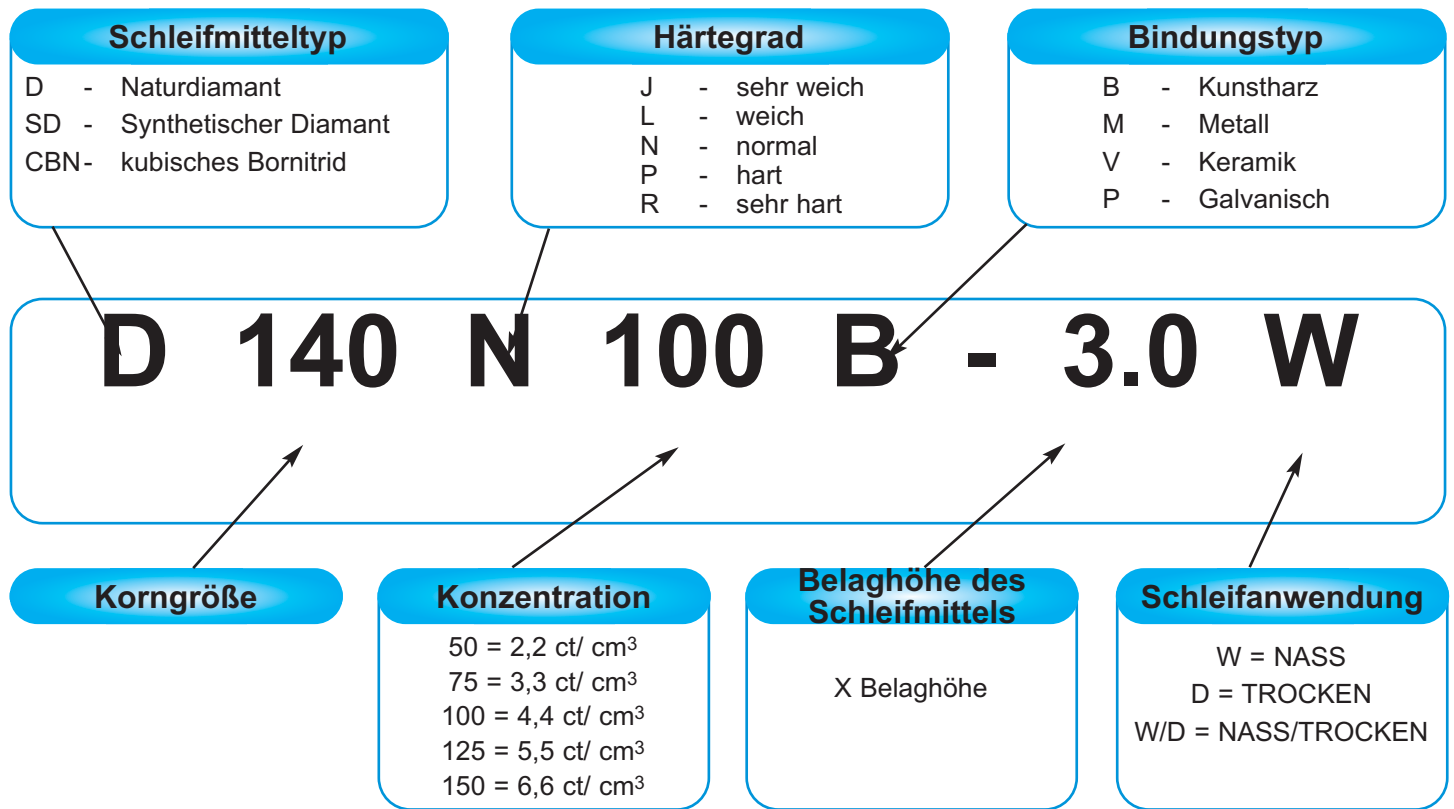 Schleifmitteltyp
D - Naturdiamant
SD - Synthetischer Diamant
CBN- kubisches Bornitrid
Härtegrad
J - sehr weich
L - weich
N - normal
P - hart
R - sehr hart
Bindungstyp
B - Kunstharz
M - Metall
V - Keramik
P - Galvanisch
D 140 N 100 B - 3.0 W
Korngröße
Konzentration
50 = 2,2 ct/ cm³
75 = 3,3 ct/ cm³
100 = 4,4 ct/ cm³
125 = 5,5 ct/ cm³
150 = 6,6 ct/ cm³
Belaghöhe des
Schleifmittels
X Belaghöhe
Schleifanwendung
W = NASS
D = TROCKEN
W/D = NASS/TROCKEN